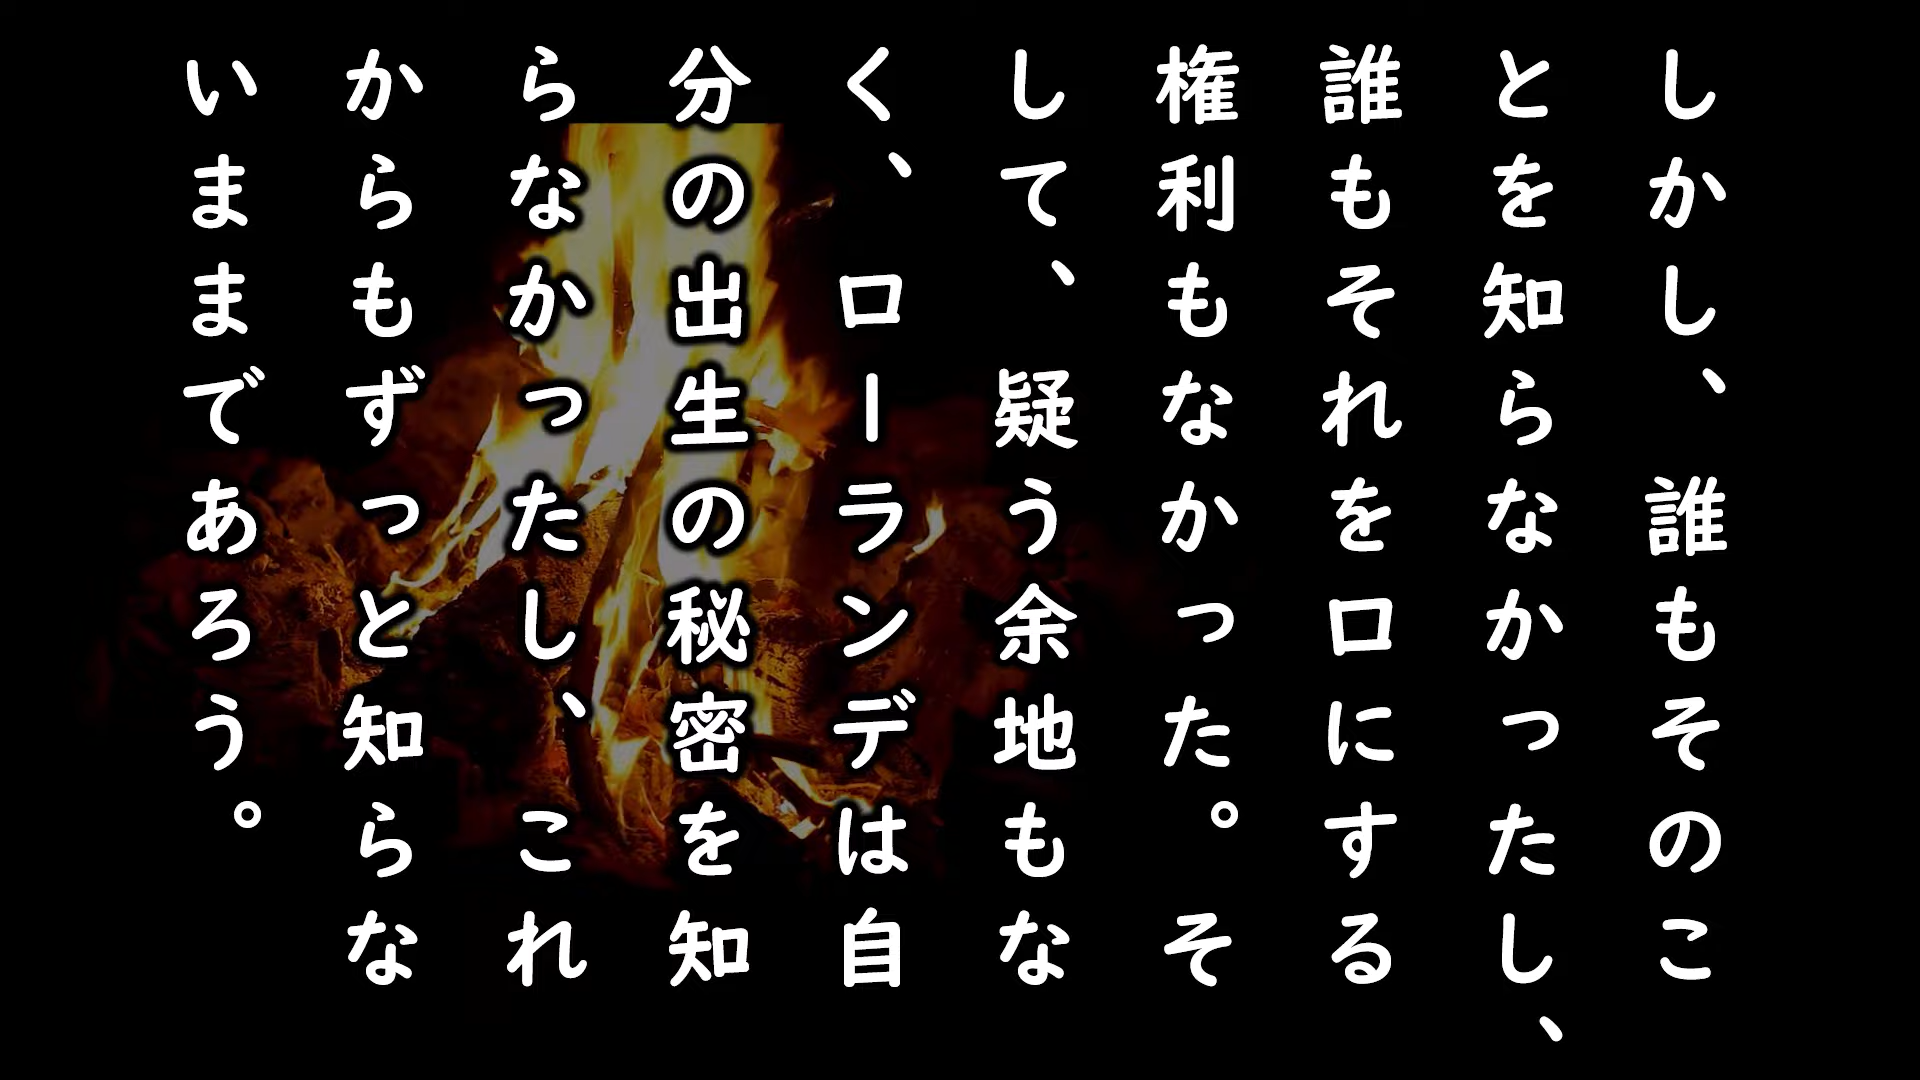 しかし、誰もそのこ
とを知らなかったし、
誰もそれを口にする
権利もなかった。そ
して、疑う余地もな
く、ローランデは自
分の出生の秘密を知
らなかったし、これ
からもずっと知らな
いままであろう。